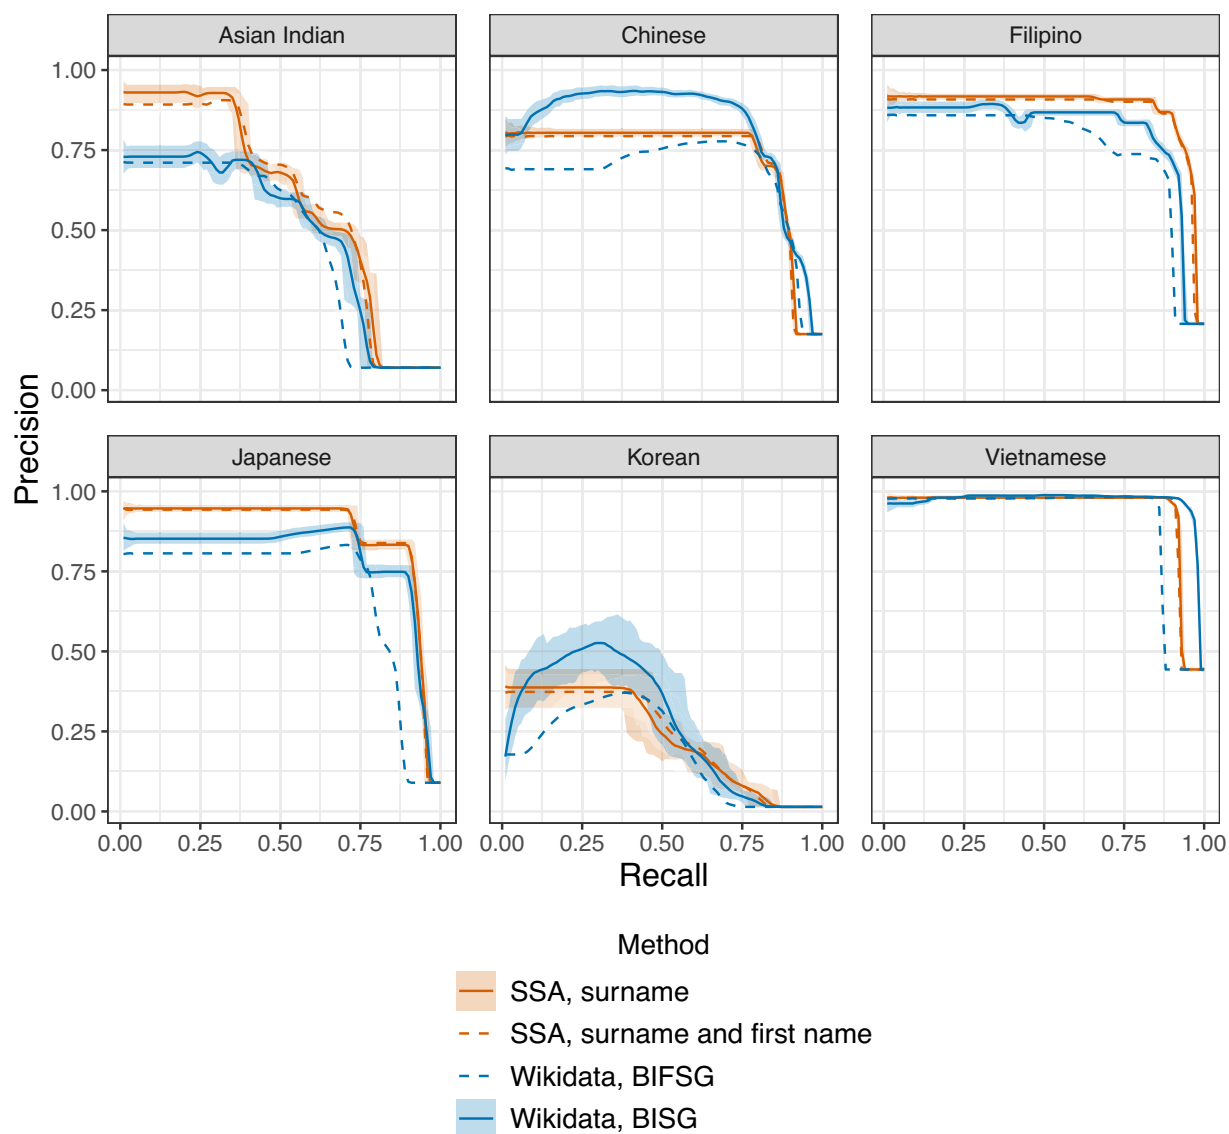 Asian Indian
Chinese
Filipino
1.00
0.75
0.50
0.25
0.00
Precision
Japanese
Korean
Vietnamese
1.00
0.75
0.50
0.25
0.00
0.00 0.25 0.50 0.75 1.00
0.00 0.25 0.50 0.75 1.00
0.00 0.25 0.50 0.75 1.00
Recall
Method
SSA, surname
SSA, surname and first name
Wikidata, BIFSG
Wikidata, BISG